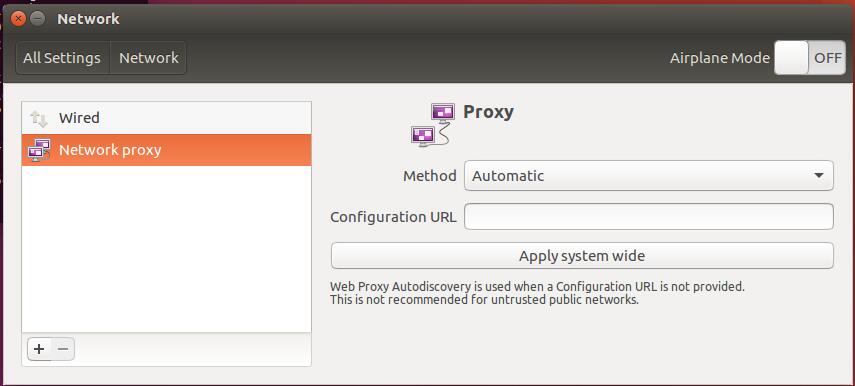 Network
All Settings Network Airplane Mode OFF
Wired
Network proxy
Proxy
Method Automatic
Configuration URL
Apply system wide
Web Proxy Autodiscovery is used when a Configuration URL is not provided.
This is not recommended for untrusted public networks.